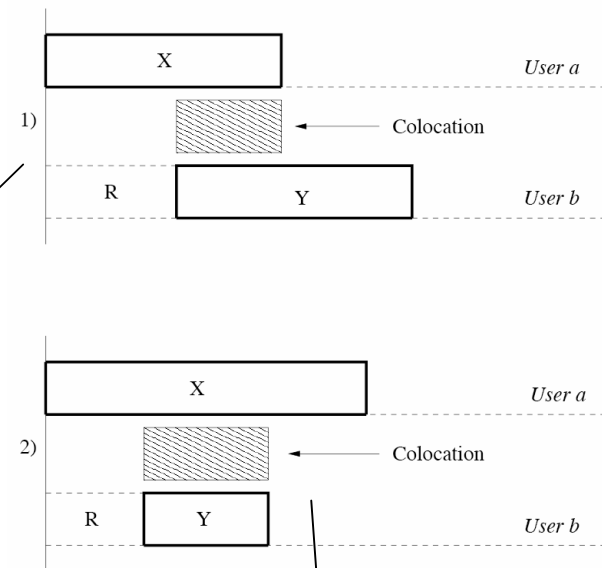 X
User a
1)
Colocation
R
Y
User b
X
User a
2)
Colocation
R
Y
User b